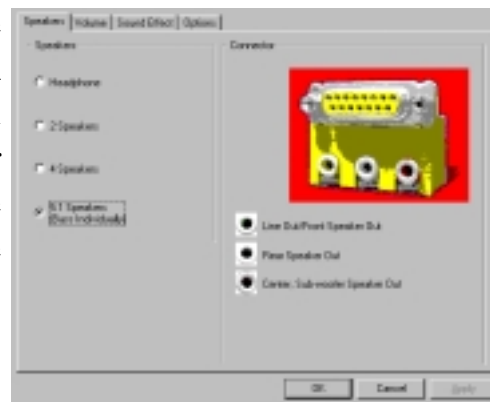 Speakers Volume Sound Effect Options
Speakers
Connector
Headphone
2 Speakers
4 Speakers
5.1 Speakers
(Bass Individually)
Line Out/Front Speaker Out
Rear Speaker Out
Center, Sub-woofer Speaker Out
OK Cancel Apply